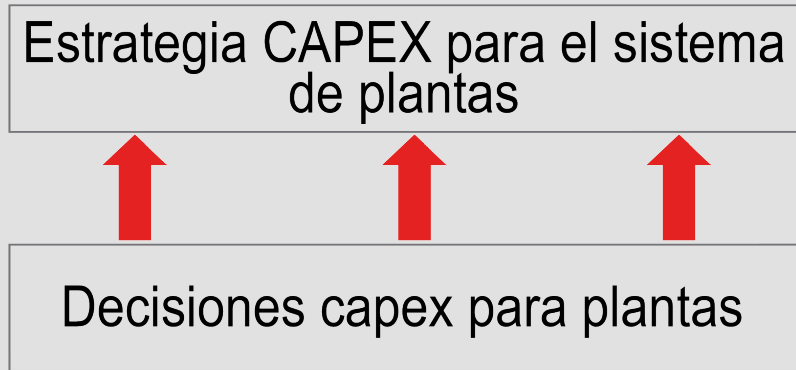 Estrategia CAPEX para el sistema
de plantas
Decisiones capex para plantas